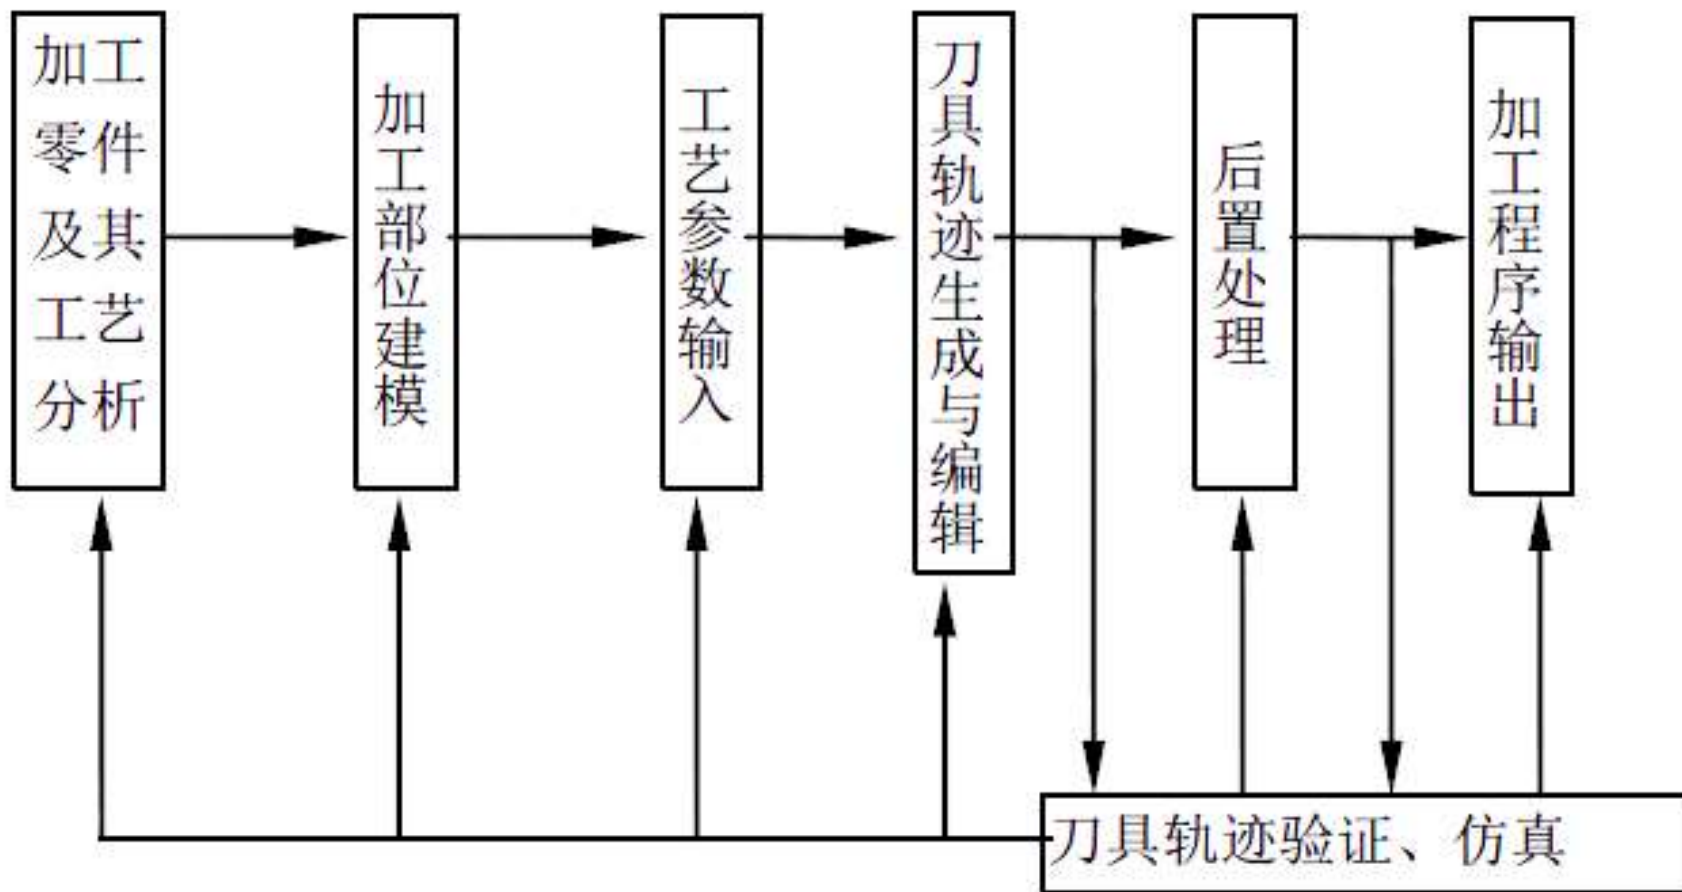 加工
零件
及其
工艺
分析
加工部位建模
工艺参数输入
刀具轨迹生成与编辑
后置处理
加工程序输出
刀具轨迹验证、仿真